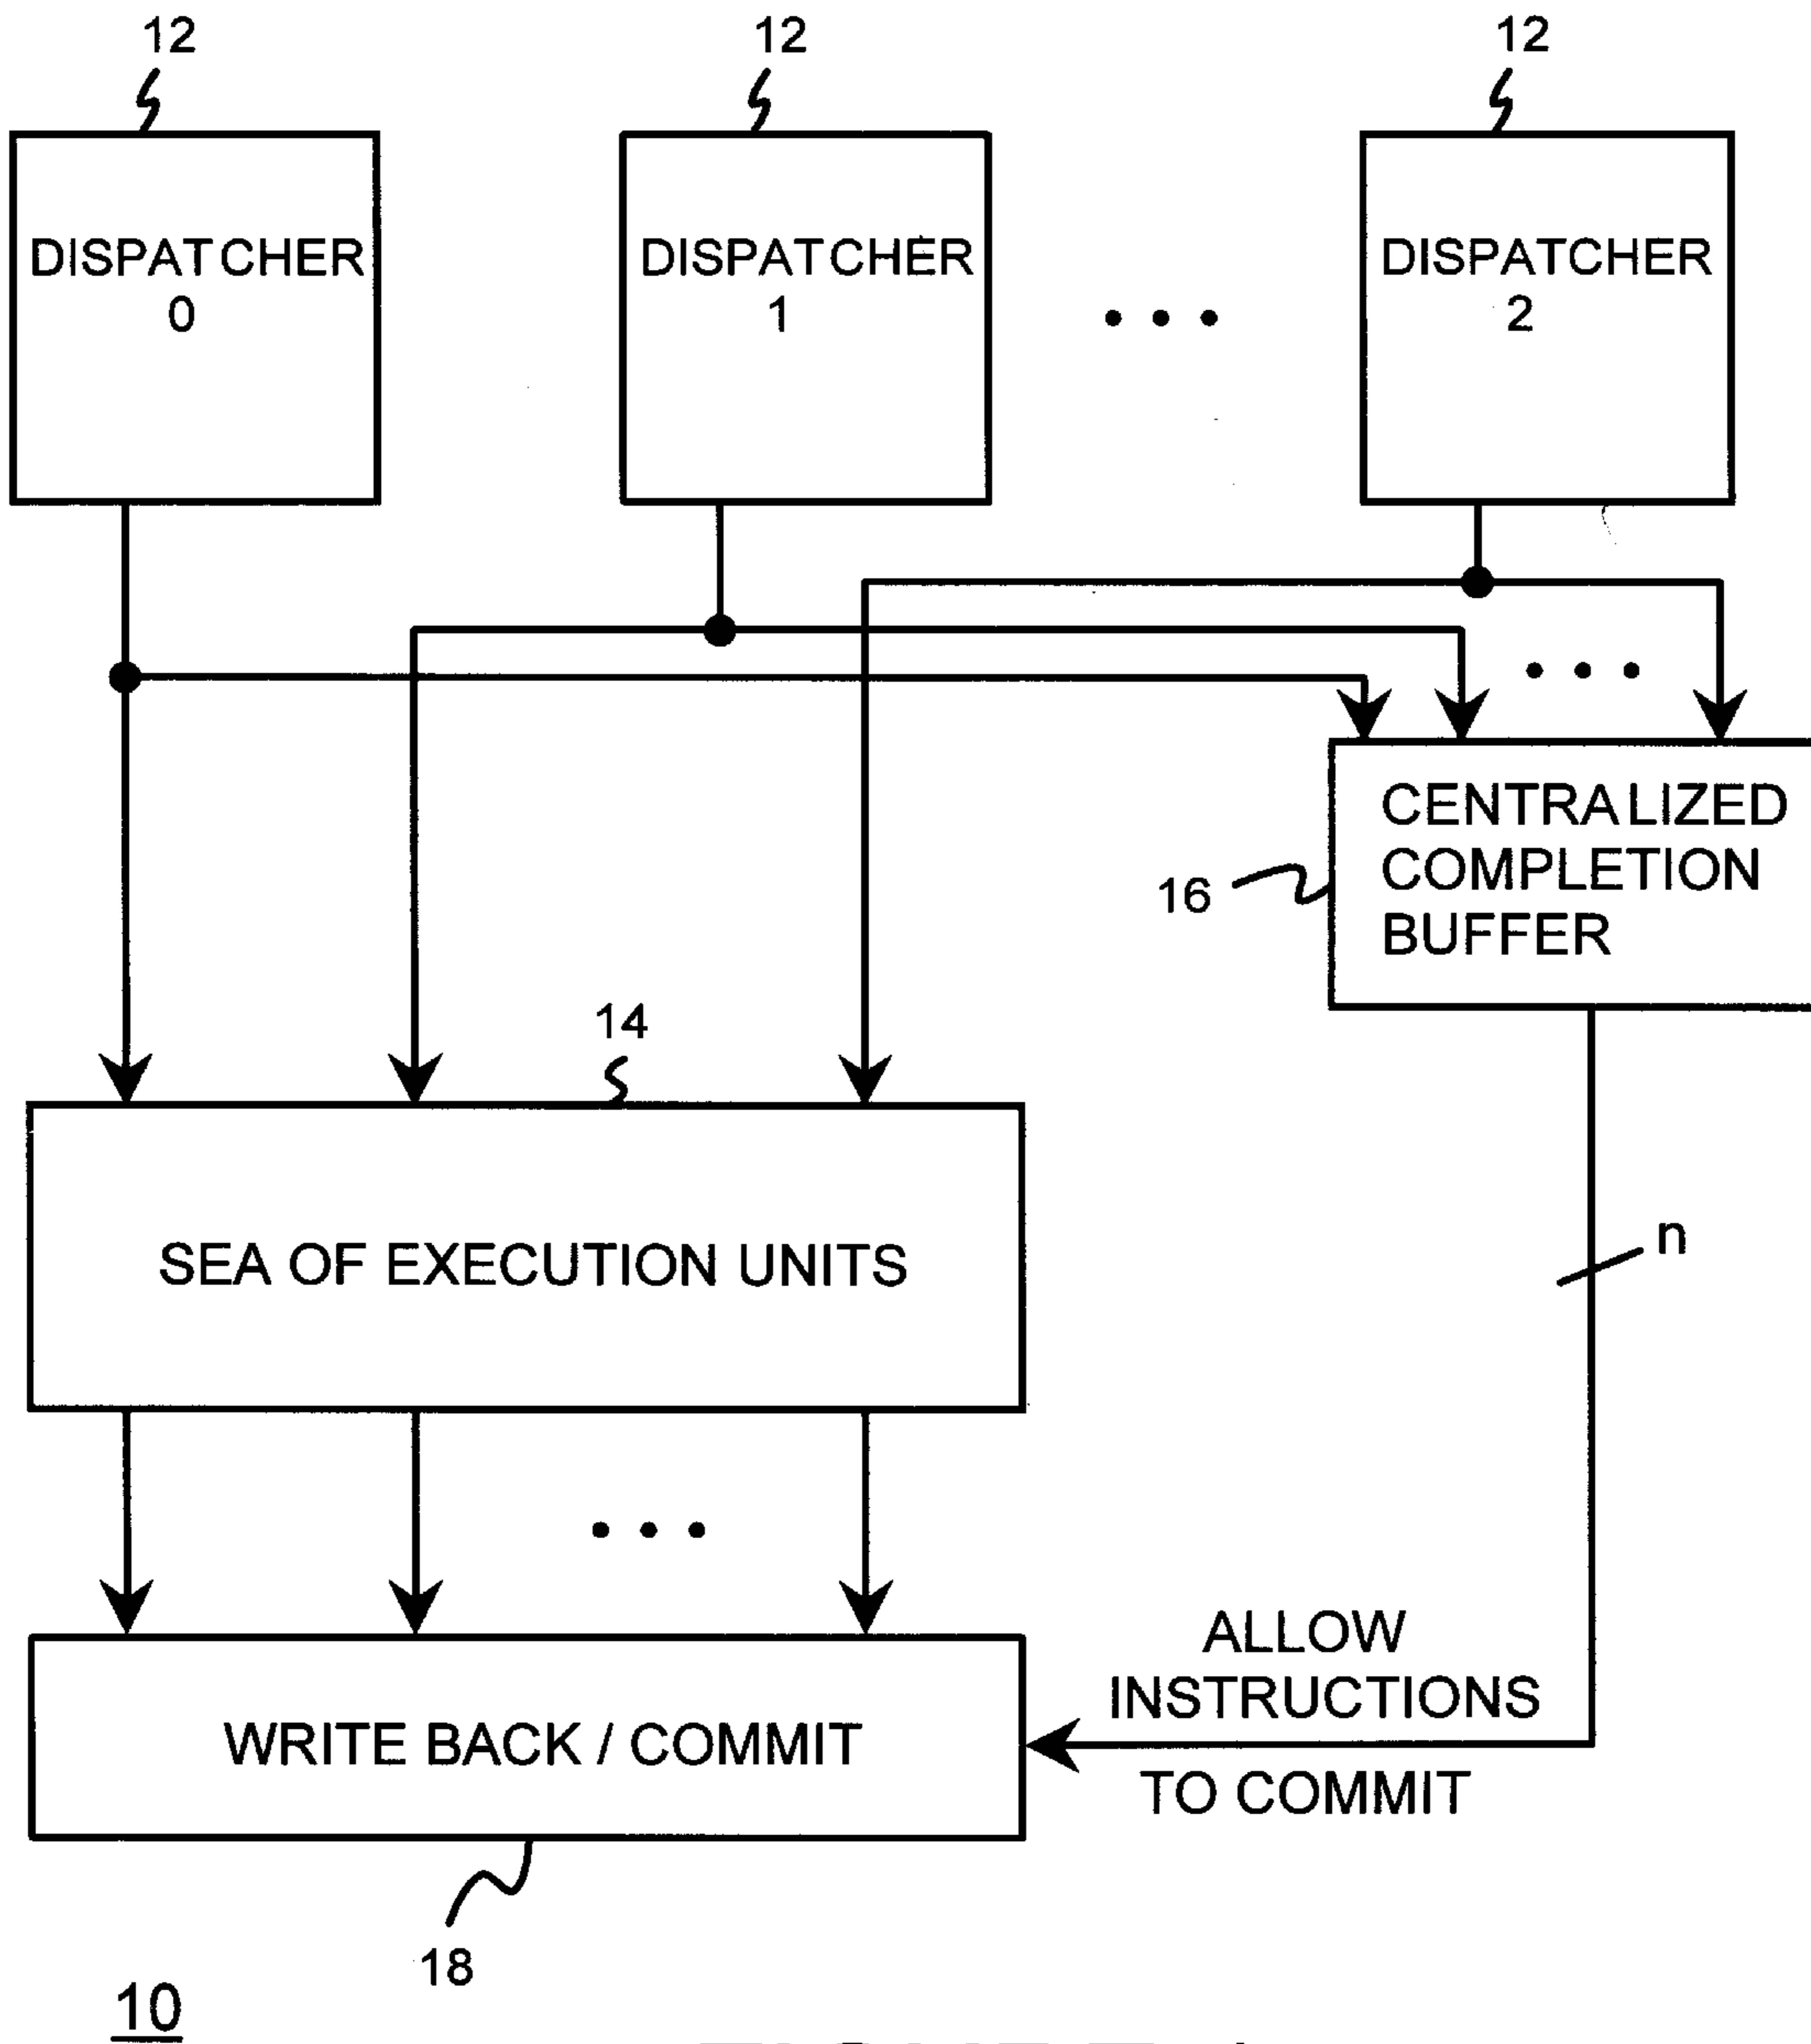 12
12
12
DISPATCHER
0
DISPATCHER
1
• • •
DISPATCHER
2
• • •
CENTRALIZED
COMPLETION
BUFFER
16
14
SEA OF EXECUTION UNITS
n
• • •
ALLOW
INSTRUCTIONS
TO COMMIT
WRITE BACK / COMMIT
18
10